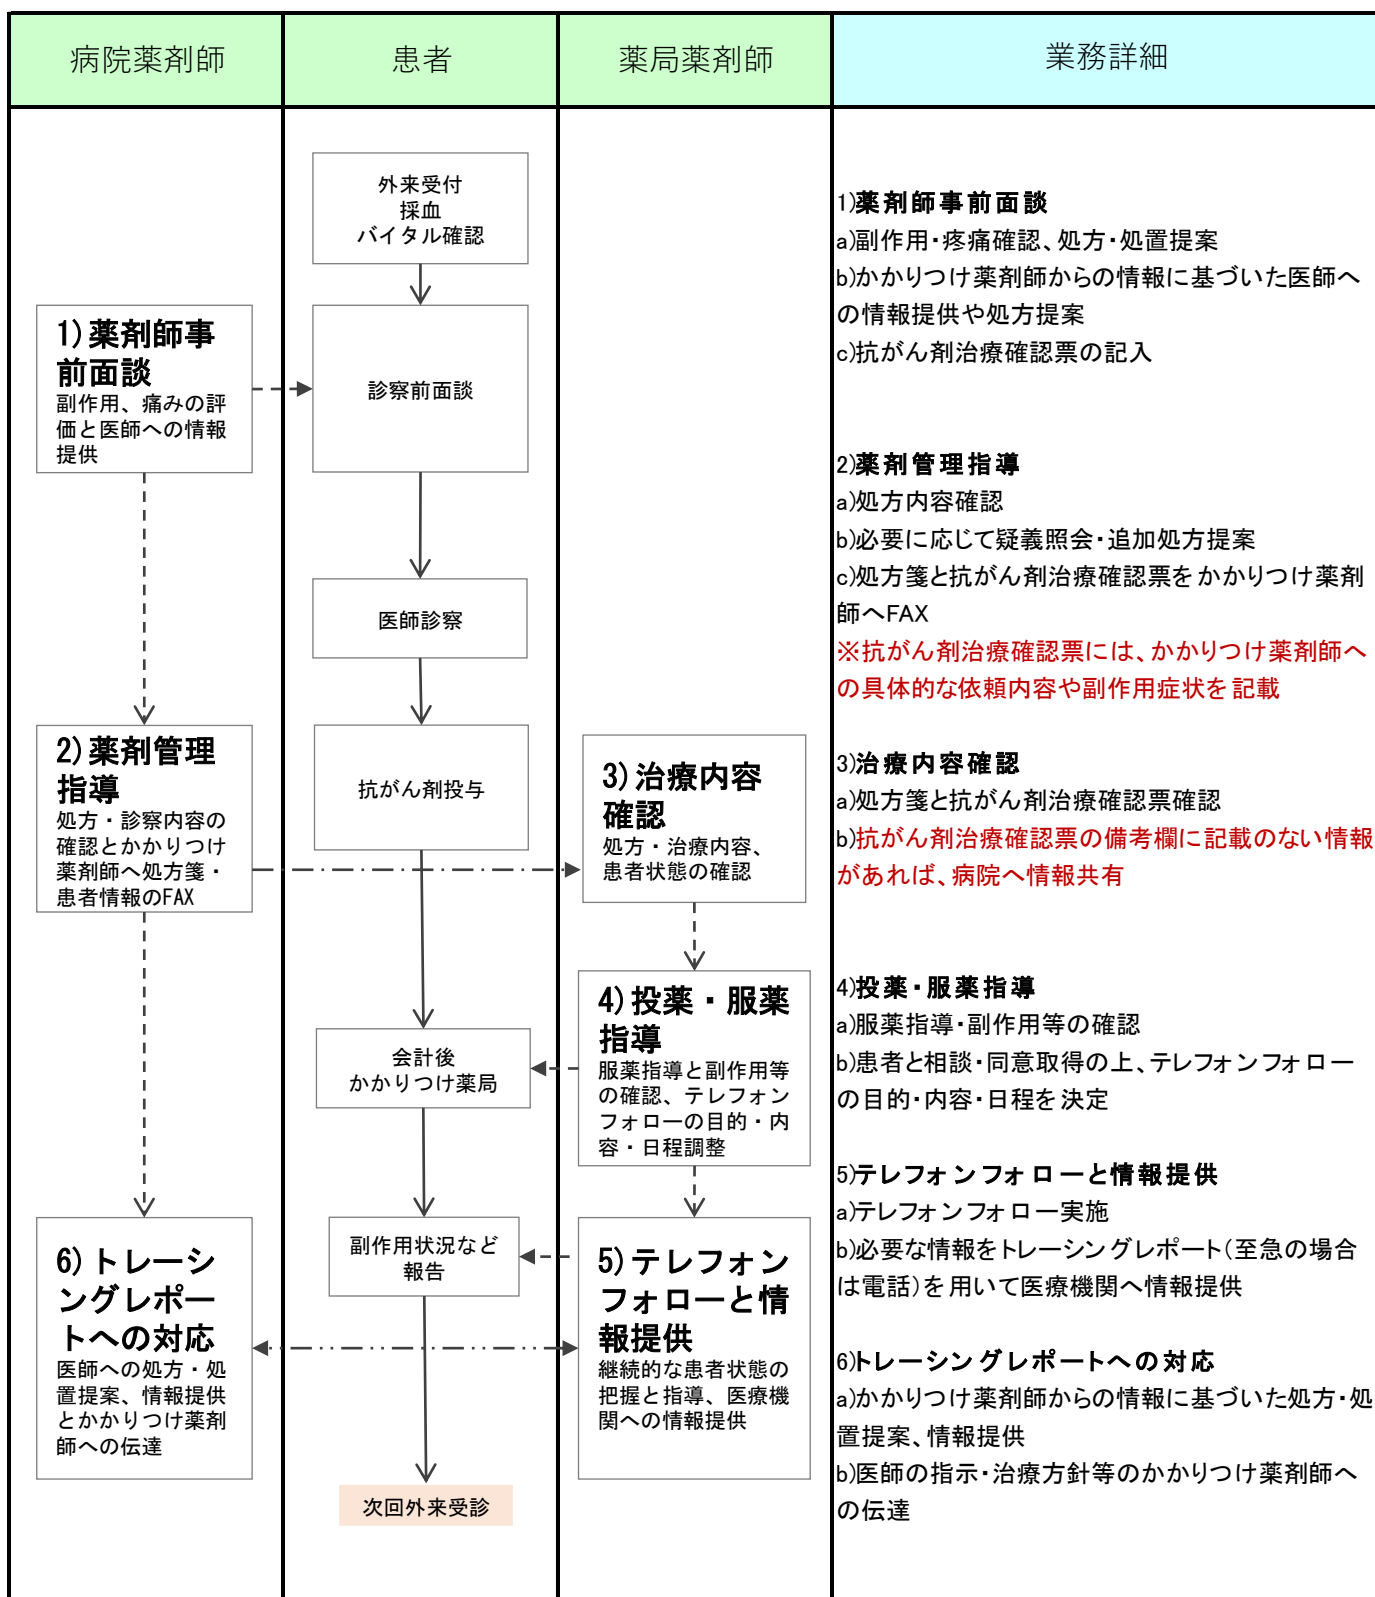 病院薬剤師
患者
薬局薬剤師
業務詳細
外来受付
採血
バイタル確認
1)薬剤師事
前面談
副作用、痛みの評
価と医師への情報
提供
診察前面談
医師診察
2)薬剤管理
指導
処方・診察内容の
確認とかかりつけ
薬剤師へ処方箋・
患者情報のFAX
抗がん剤投与
3)治療内容
確認
処方・治療内容、
患者状態の確認
4)投薬・服薬
指導
服薬指導と副作用等
の確認、テレフォン
フォローの目的・内
容・日程調整
会計後
かかりつけ薬局
副作用状況など
報告
5)テレフォン
フォローと情
報提供
継続的な患者状態の
把握と指導、医療機
関への情報提供
6)トレーシ
ングレポー
トへの対応
医師への処方・処
置提案、情報提供
とかかりつけ薬剤
師への伝達
次回外来受診
1)薬剤師事前面談
a)副作用・疼痛確認、処方・処置提案
b)かかりつけ薬剤師からの情報に基づいた医師へ
の情報提供や処方提案
c)抗がん剤治療確認票の記入
2)薬剤管理指導
a)処方内容確認
b)必要に応じて疑義照会・追加処方提案
c)処方箋と抗がん剤治療確認票をかかりつけ薬剤
師へFAX
※抗がん剤治療確認票には、かかりつけ薬剤師へ
の具体的な依頼内容や副作用症状を記載
3)治療内容確認
a)処方箋と抗がん剤治療確認票確認
b)抗がん剤治療確認票の備考欄に記載のない情報
があれば、病院へ情報共有
4)投薬・服薬指導
a)服薬指導・副作用等の確認
b)患者と相談・同意取得の上、テレフォンフォロー
の目的・内容・日程を決定
5)テレフォンフォローと情報提供
a)テレフォンフォロー実施
b)必要な情報をトレーシングレポート(至急の場合
は電話)を用いて医療機関へ情報提供
6)トレーシングレポートへの対応
a)かかりつけ薬剤師からの情報に基づいた処方・処
置提案、情報提供
b)医師の指示・治療方針等のかかりつけ薬剤師へ
の伝達